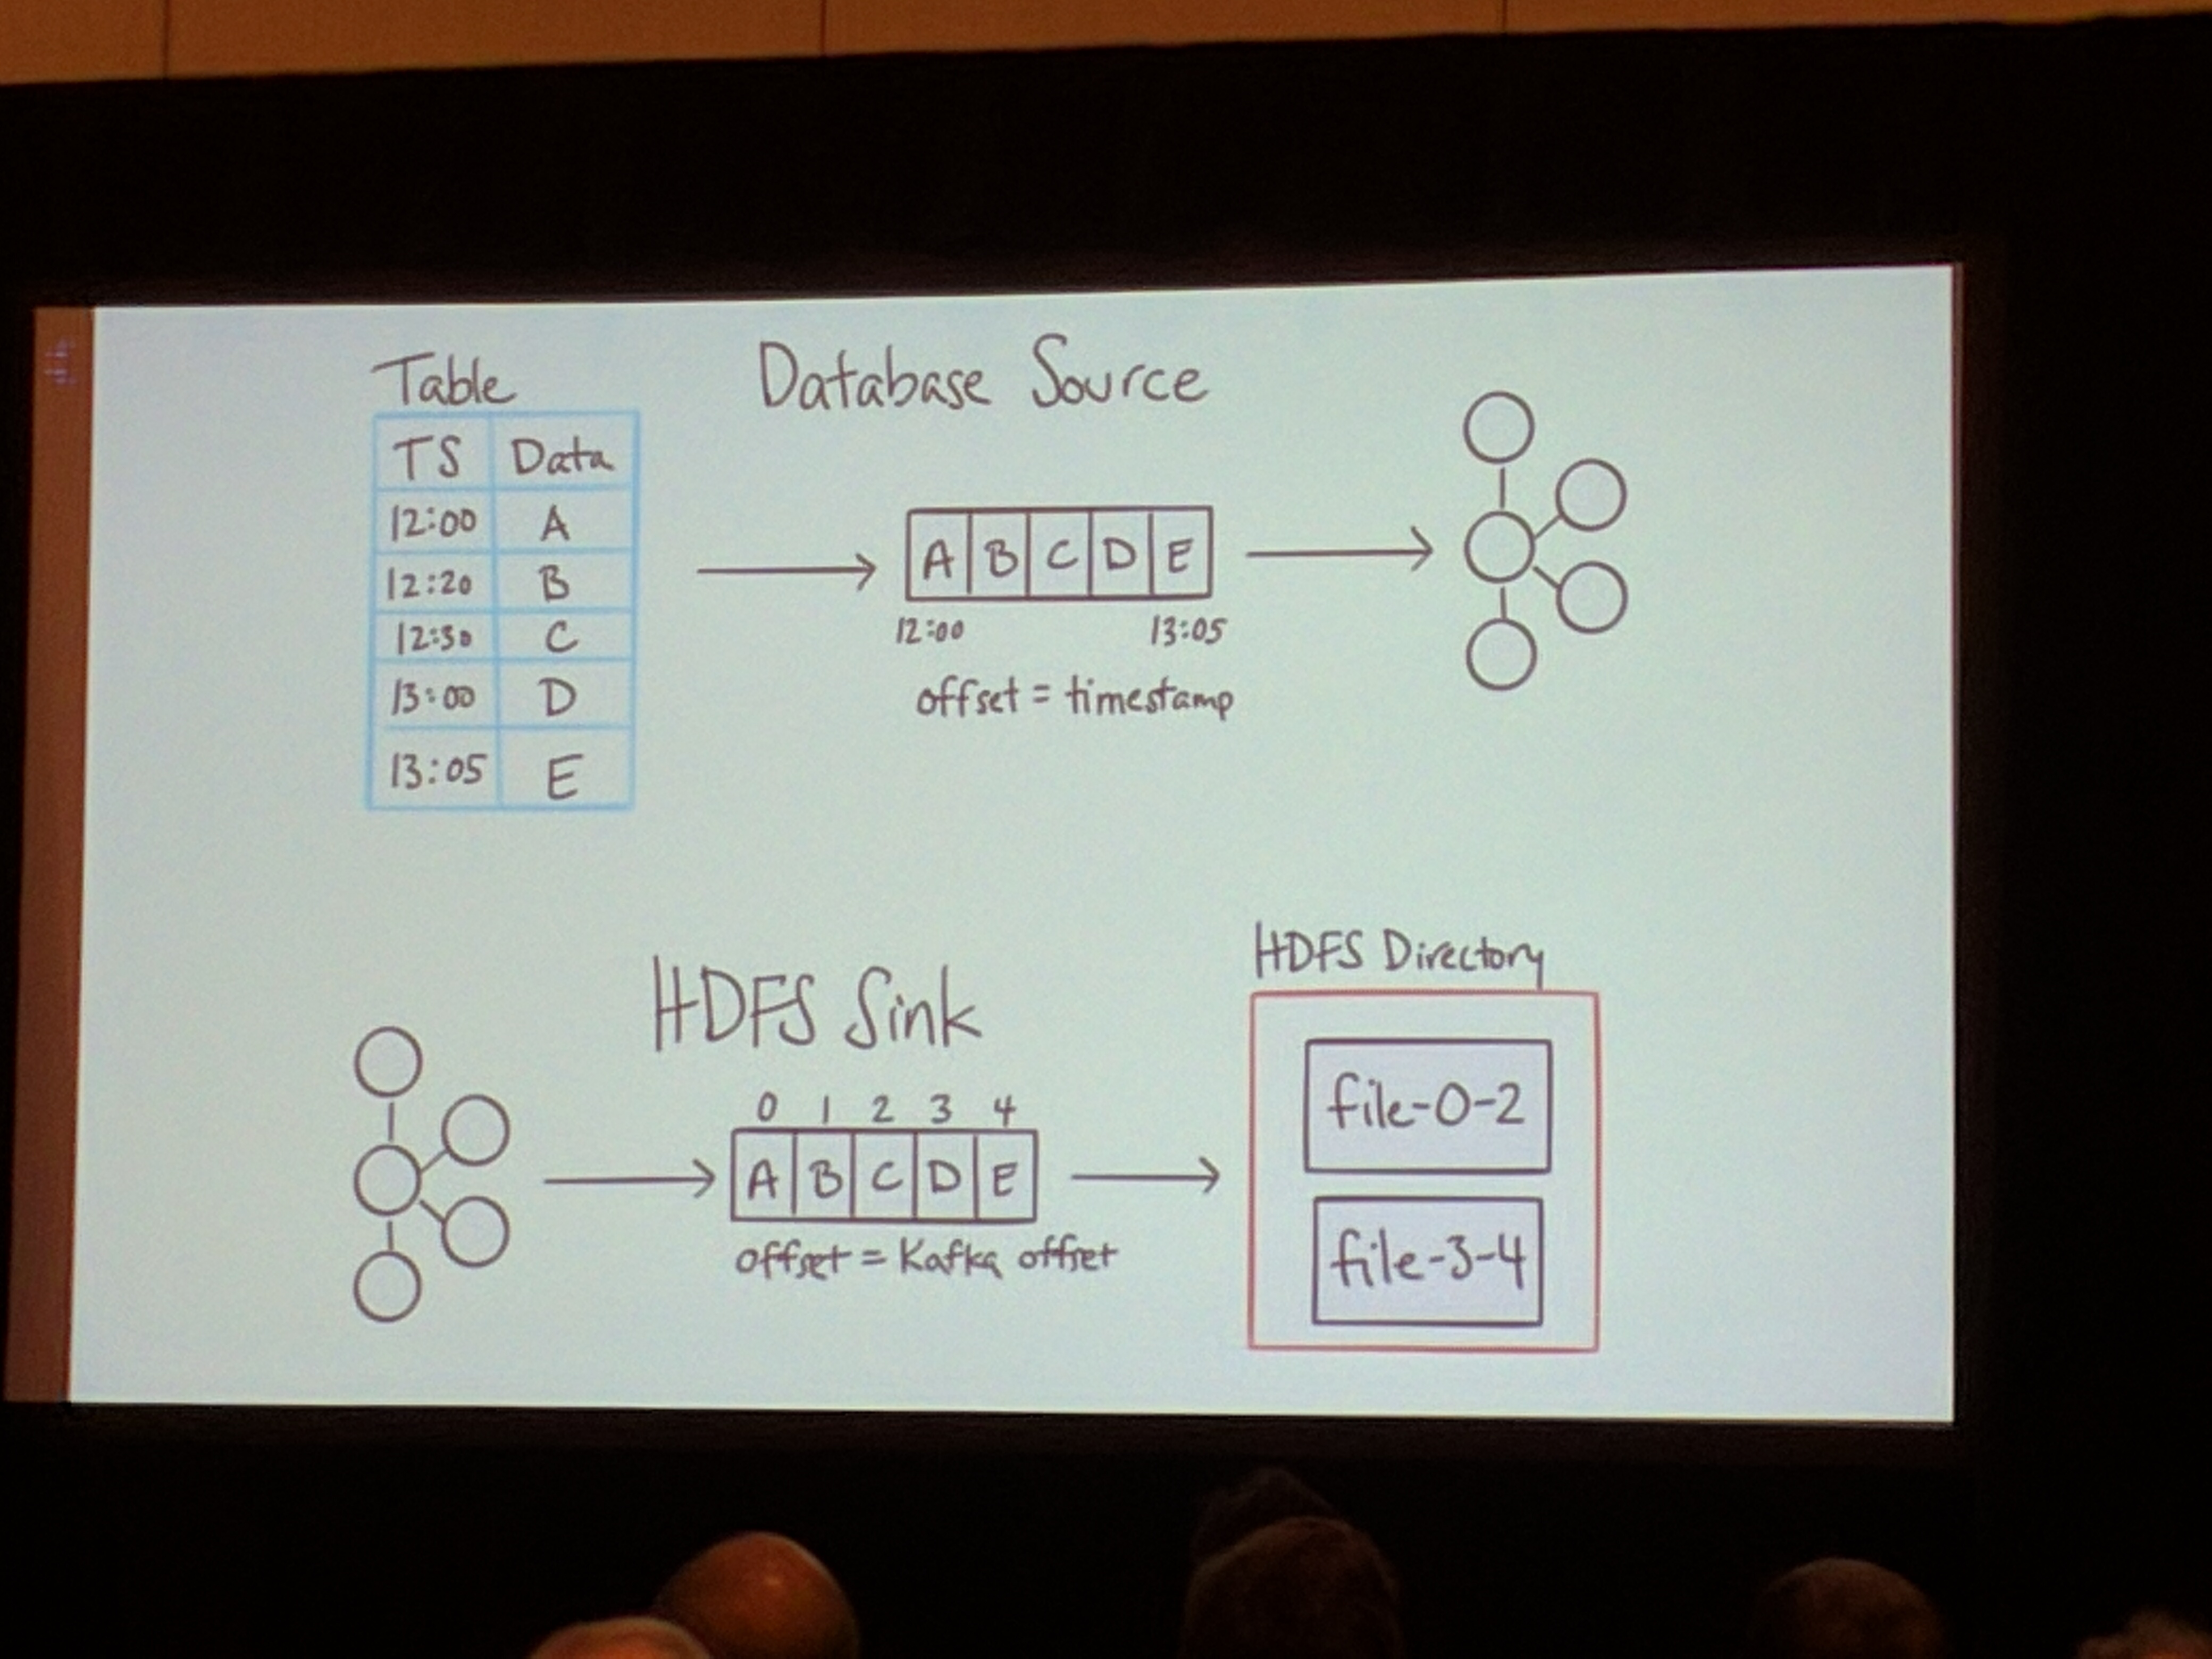 Table
Database Source
TS Data
12:00 A
12:20 B
12:30 C
13:00 D
13:05 E
A B C D E
12:00 13:05
offset = timestamp
HDFS Sink
0 1 2 3 4
A B C D E
offset = Kafka offset
HDFS Directory
file-0-2
file-3-4